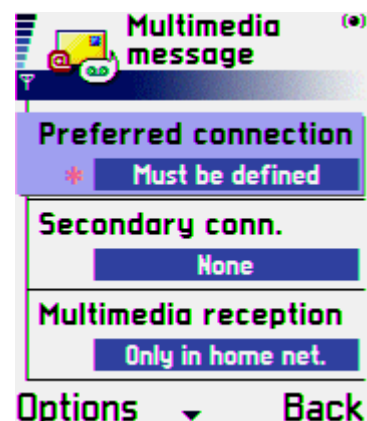 Multimedia
message
Preferred connection
* Must be defined
Secondary conn.
None
Multimedia reception
Only in home net.
Options Back